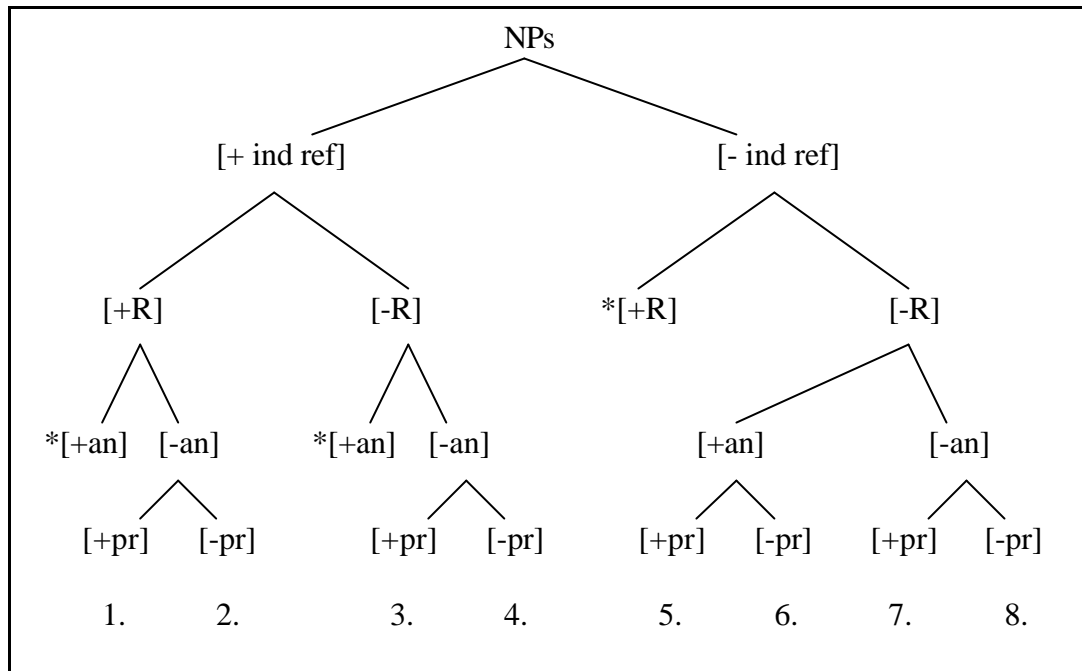 NPs
[+ ind ref] [- ind ref]
[+R] [-R] *[+R] [-R]
*[+an] [-an] *[+an] [-an] [+an] [-an]
[+pr] [-pr] [+pr] [-pr] [+pr] [-pr] [+pr] [-pr]
1. 2. 3. 4. 5. 6. 7. 8.